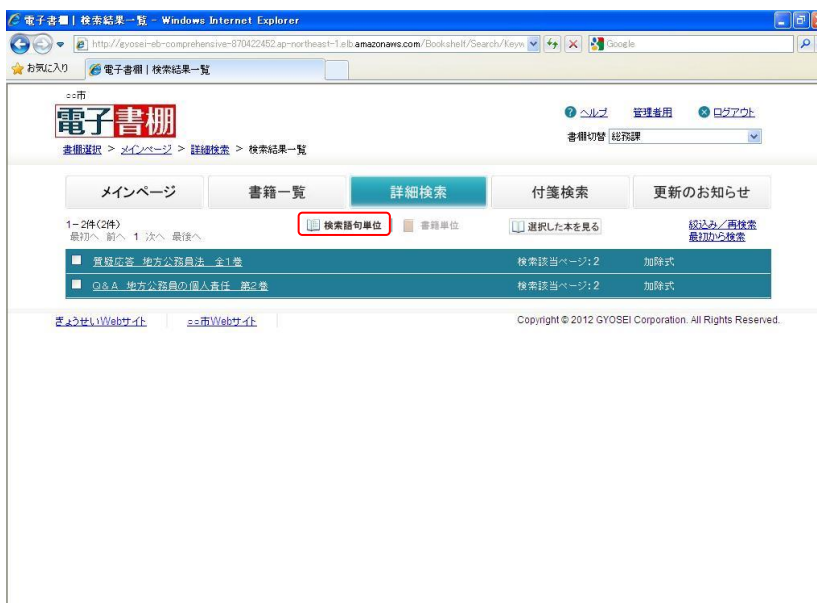 電子書棚 | 検索結果一覧 - Windows Internet Explorer
http://gyosei-eb-comprehensive-870422452.ap-northeast-1.elb.amazonaws.com/Bookshelf/Search/Keyw
Google
お気に入り 電子書棚 | 検索結果一覧
○○市
電子書棚
ヘルプ 管理者用 ログアウト
書棚切替 総務課
書棚選択 > メインページ > 詳細検索 > 検索結果一覧
メインページ 書籍一覧 詳細検索 付箋検索 更新のお知らせ
1-2件(2件) 検索語句単位 書籍単位 選択した本を見る 絞込み/再検索
最初へ 前へ 1 次へ 最後へ 最初から検索
質疑応答 地方公務員法 全1巻 検索該当ページ:2 加除式
Q&A 地方公務員の個人責任 第2巻 検索該当ページ:2 加除式
ぎょうせいWebサイト ○○市Webサイト Copyright © 2012 GYOSEI Corporation. All Rights Reserved.